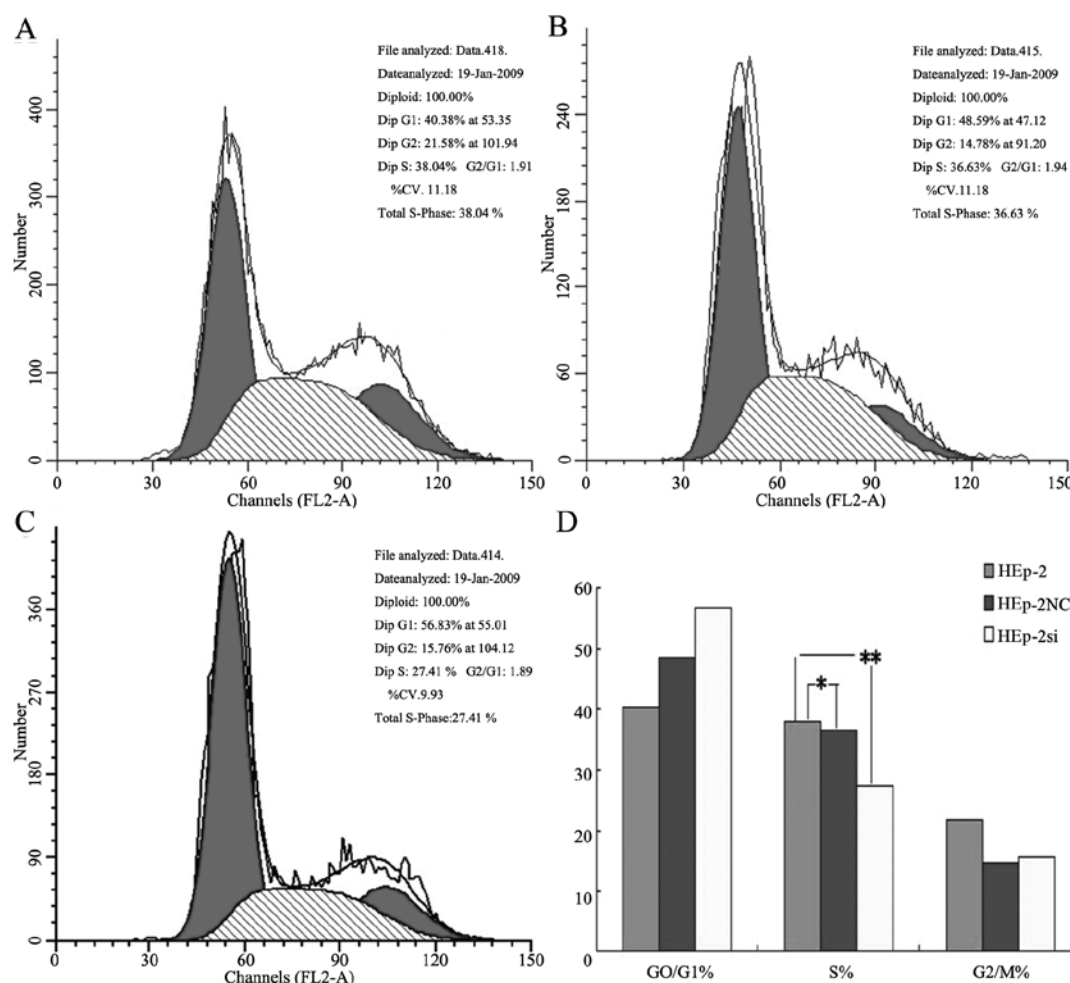 A
File analyzed: Data.418.
Dateanalyzed: 19-Jan-2009
Diploid: 100.00%
Dip G1: 40.38% at 53.35
Dip G2: 21.58% at 101.94
Dip S: 38.04% G2/G1: 1.91
%CV. 11.18
Total S-Phase: 38.04 %
Number
400
300
200
100
0
0 30 60 90 120 150
Channels (FL2-A)
B
File analyzed: Data.415.
Dateanalyzed: 19-Jan-2009
Diploid: 100.00%
Dip G1: 48.59% at 47.12
Dip G2: 14.78% at 91.20
Dip S: 36.63% G2/G1: 1.94
%CV.11.18
Total S-Phase: 36.63 %
Number
240
180
120
60
0
0 30 60 90 120 150
Channels (FL2-A)
C
File analyzed: Data.414.
Dateanalyzed: 19-Jan-2009
Diploid: 100.00%
Dip G1: 56.83% at 55.01
Dip G2: 15.76% at 104.12
Dip S: 27.41 % G2/G1: 1.89
%CV.9.93
Total S-Phase:27.41 %
Number
360
270
180
90
0
0 30 60 90 120 150
Channels (FL2-A)
D
HEp-2
HEp-2NC
HEp-2si
60
50
40
30
20
10
0
**
*
GO/G1% S% G2/M%